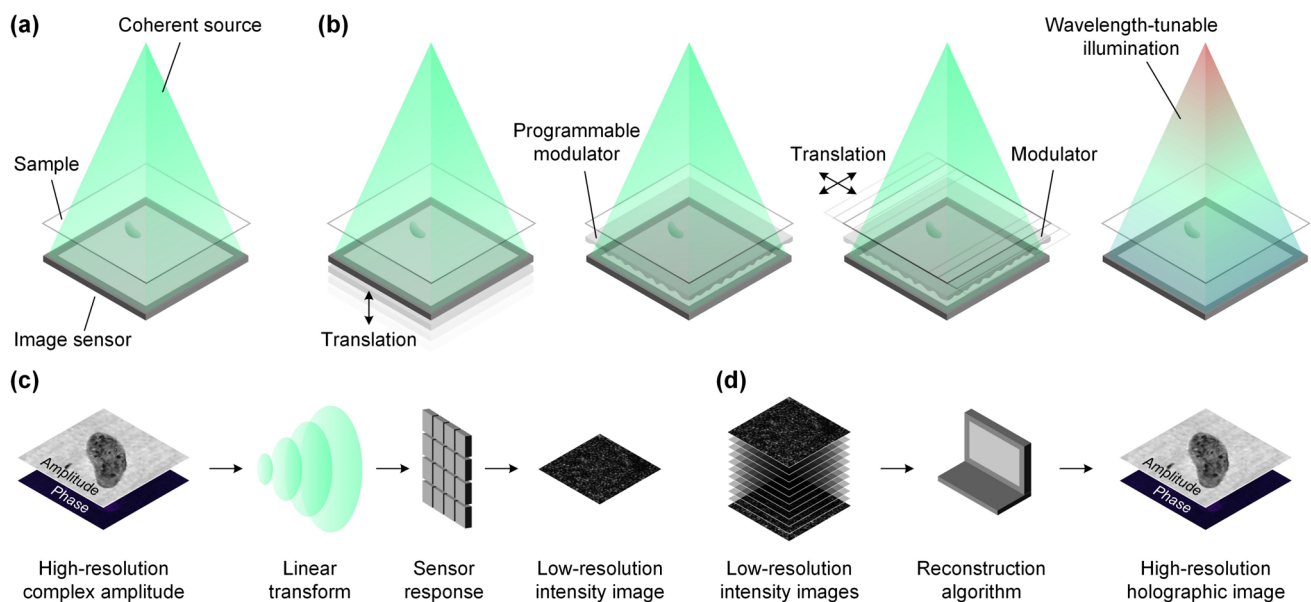 (a)
Coherent source
Sample
Image sensor
(b)
Translation
Programmable
modulator
Translation
Modulator
Wavelength-tunable
illumination
(c)
Amplitude
Phase
High-resolution
complex amplitude
Linear
transform
Sensor
response
Low-resolution
intensity image
(d)
Low-resolution
intensity images
Reconstruction
algorithm
Amplitude
Phase
High-resolution
holographic image